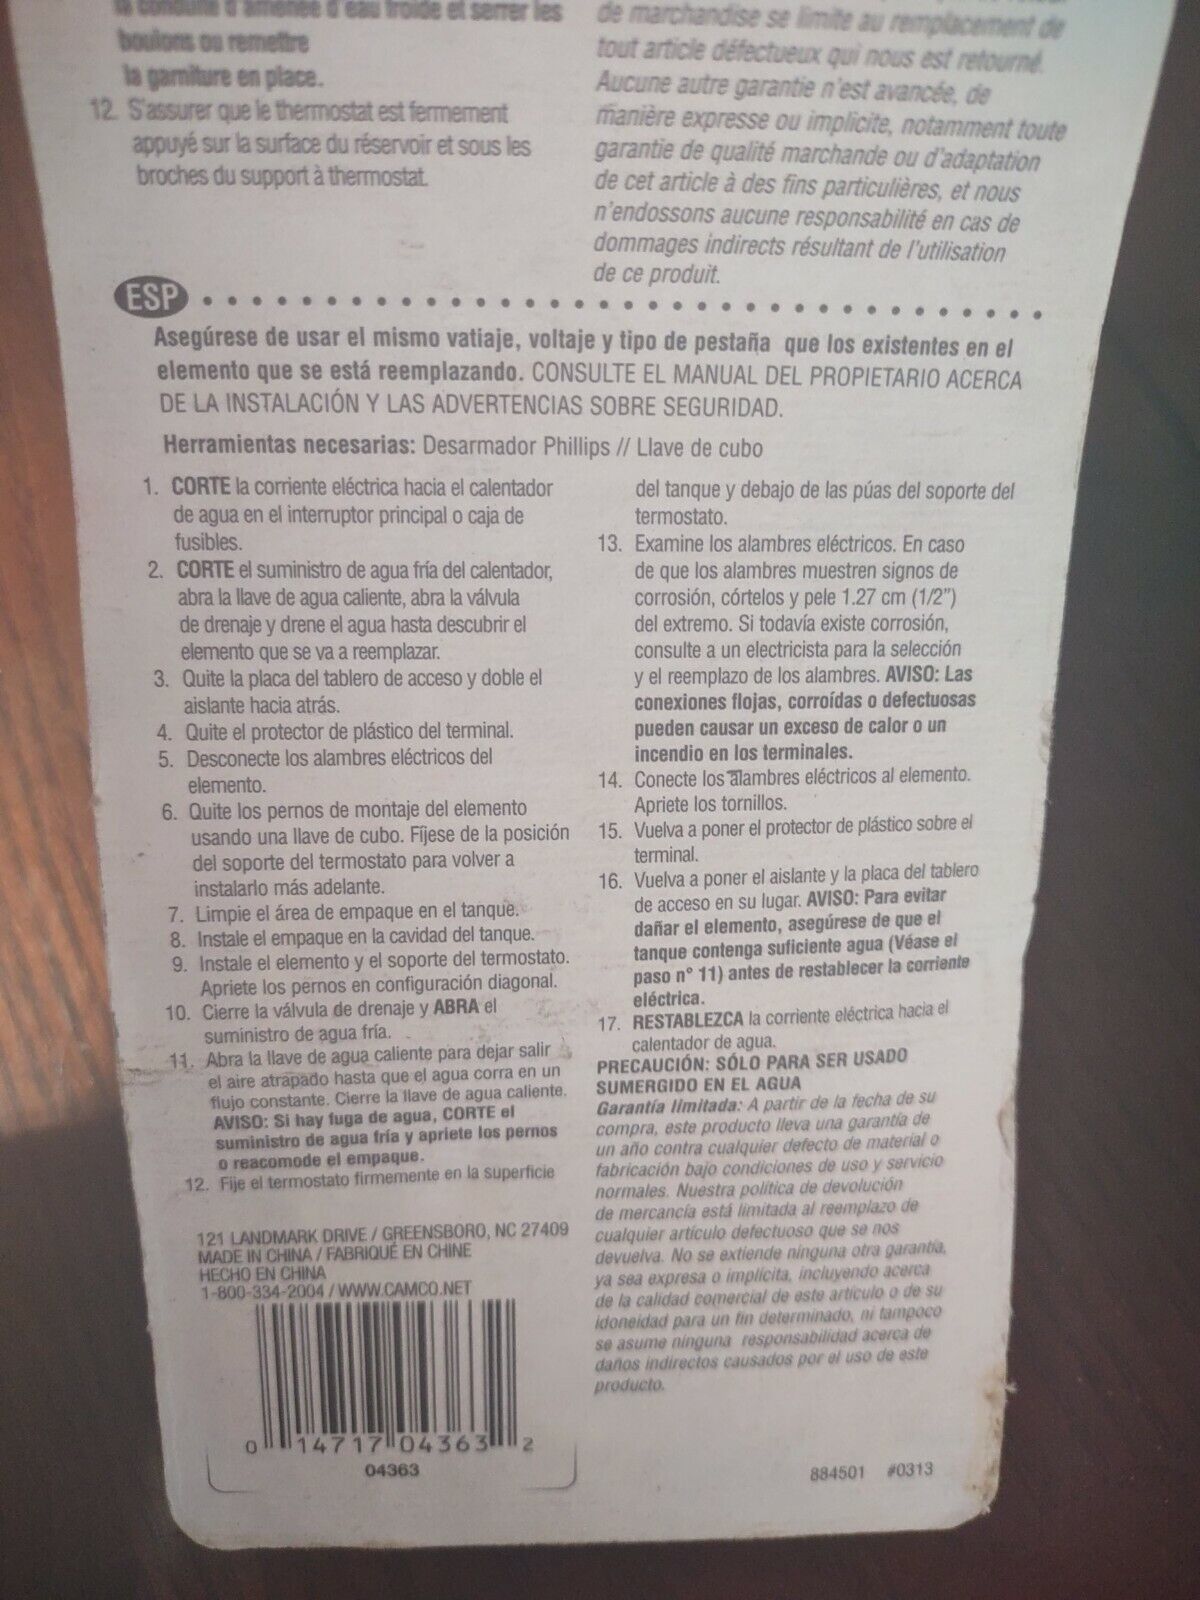 la conduite d'amenée d'eau froide et serrer les
boulons ou remettre
la garniture en place.
12. S'assurer que le thermostat est fermement
appuyé sur la surface du réservoir et sous les
broches du support à thermostat.
de marchandise se limite au remplacement de
tout article défectueux qui nous est retourné.
Aucune autre garantie n'est avancée, de
manière expresse ou implicite, notamment toute
garantie de qualité marchande ou d'adaptation
de cet article à des fins particulières, et nous
n'endossons aucune responsabilité en cas de
dommages indirects résultant de l'utilisation
de ce produit.
ESP
Asegúrese de usar el mismo vatiaje, voltaje y tipo de pestaña que los existentes en el
elemento que se está reemplazando. CONSULTE EL MANUAL DEL PROPIETARIO ACERCA
DE LA INSTALACIÓN Y LAS ADVERTENCIAS SOBRE SEGURIDAD.
Herramientas necesarias: Desarmador Phillips // Llave de cubo
1. CORTE la corriente eléctrica hacia el calentador
de agua en el interruptor principal o caja de
fusibles.
2. CORTE el suministro de agua fría del calentador,
abra la llave de agua caliente, abra la válvula
de drenaje y drene el agua hasta descubrir el
elemento que se va a reemplazar.
3. Quite la placa del tablero de acceso y doble el
aislante hacia atrás.
4. Quite el protector de plástico del terminal.
5. Desconecte los alambres eléctricos del
elemento.
6. Quite los pernos de montaje del elemento
usando una llave de cubo. Fíjese de la posición
del soporte del termostato para volver a
instalarlo más adelante.
7. Limpie el área de empaque en el tanque.
8. Instale el empaque en la cavidad del tanque.
9. Instale el elemento y el soporte del termostato.
Apriete los pernos en configuración diagonal.
10. Cierre la válvula de drenaje y ABRA el
suministro de agua fría.
11. Abra la llave de agua caliente para dejar salir
el aire atrapado hasta que el agua corra en un
flujo constante. Cierre la llave de agua caliente.
AVISO: Si hay fuga de agua, CORTE el
suministro de agua fría y apriete los pernos
o reacomode el empaque.
12. Fije el termostato firmemente en la superficie
del tanque y debajo de las púas del soporte del
termostato.
13. Examine los alambres eléctricos. En caso
de que los alambres muestren signos de
corrosión, córtelos y pele 1.27 cm (1/2")
del extremo. Si todavía existe corrosión,
consulte a un electricista para la selección
y el reemplazo de los alambres. AVISO: Las
conexiones flojas, corroídas o defectuosas
pueden causar un exceso de calor o un
incendio en los terminales.
14. Conecte los alambres eléctricos al elemento.
Apriete los tornillos.
15. Vuelva a poner el protector de plástico sobre el
terminal.
16. Vuelva a poner el aislante y la placa del tablero
de acceso en su lugar. AVISO: Para evitar
dañar el elemento, asegúrese de que el
tanque contenga suficiente agua (Véase el
paso n° 11) antes de restablecer la corriente
eléctrica.
17. RESTABLEZCA la corriente eléctrica hacia el
calentador de agua.
PRECAUCIÓN: SÓLO PARA SER USADO
SUMERGIDO EN EL AGUA
Garantía limitada: A partir de la fecha de su
compra, este producto lleva una garantía de
un año contra cualquier defecto de material o
fabricación bajo condiciones de uso y servicio
normales. Nuestra política de devolución
de mercancía está limitada al reemplazo de
cualquier artículo defectuoso que se nos
devuelva. No se extiende ninguna otra garantía,
ya sea expresa o implícita, incluyendo acerca
de la calidad comercial de este artículo o de su
idoneidad para un fin determinado, ni tampoco
se asume ninguna responsabilidad acerca de
daños indirectos causados por el uso de este
producto.
121 LANDMARK DRIVE / GREENSBORO, NC 27409
MADE IN CHINA / FABRIQUÉ EN CHINE
HECHO EN CHINA
1-800-334-2004 / WWW.CAMCO.NET
0 14717 04363 2
04363
884501 #0313